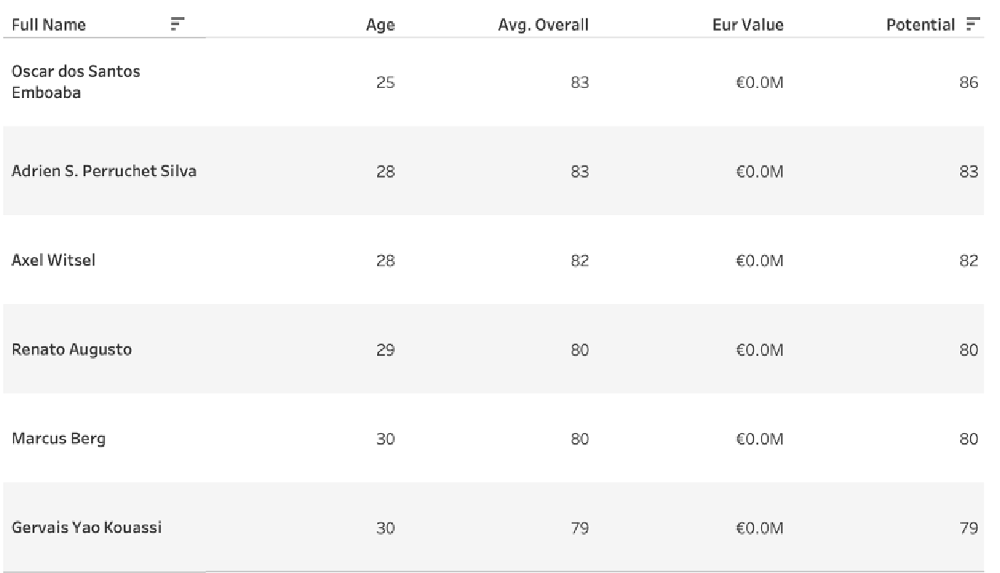 Full Name Age Avg. Overall Eur Value Potential
Oscar dos Santos
Emboaba 25 83 €0.0M 86
Adrien S. Perruchet Silva 28 83 €0.0M 83
Axel Witsel 28 82 €0.0M 82
Renato Augusto 29 80 €0.0M 80
Marcus Berg 30 80 €0.0M 80
Gervais Yao Kouassi 30 79 €0.0M 79